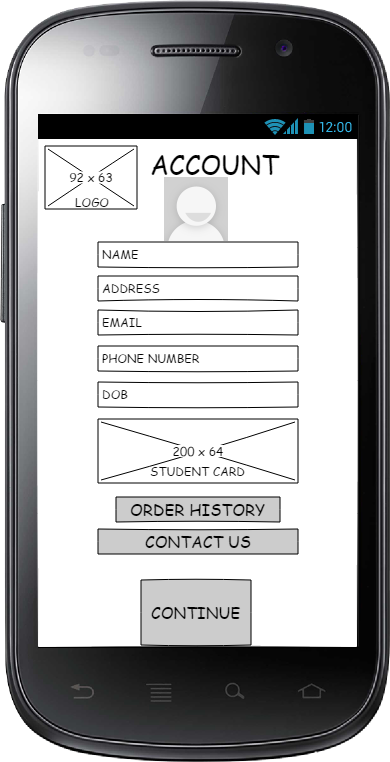 12:00
92 x 63
LOGO
ACCOUNT
NAME
ADDRESS
EMAIL
PHONE NUMBER
DOB
200 x 64
STUDENT CARD
ORDER HISTORY
CONTACT US
CONTINUE